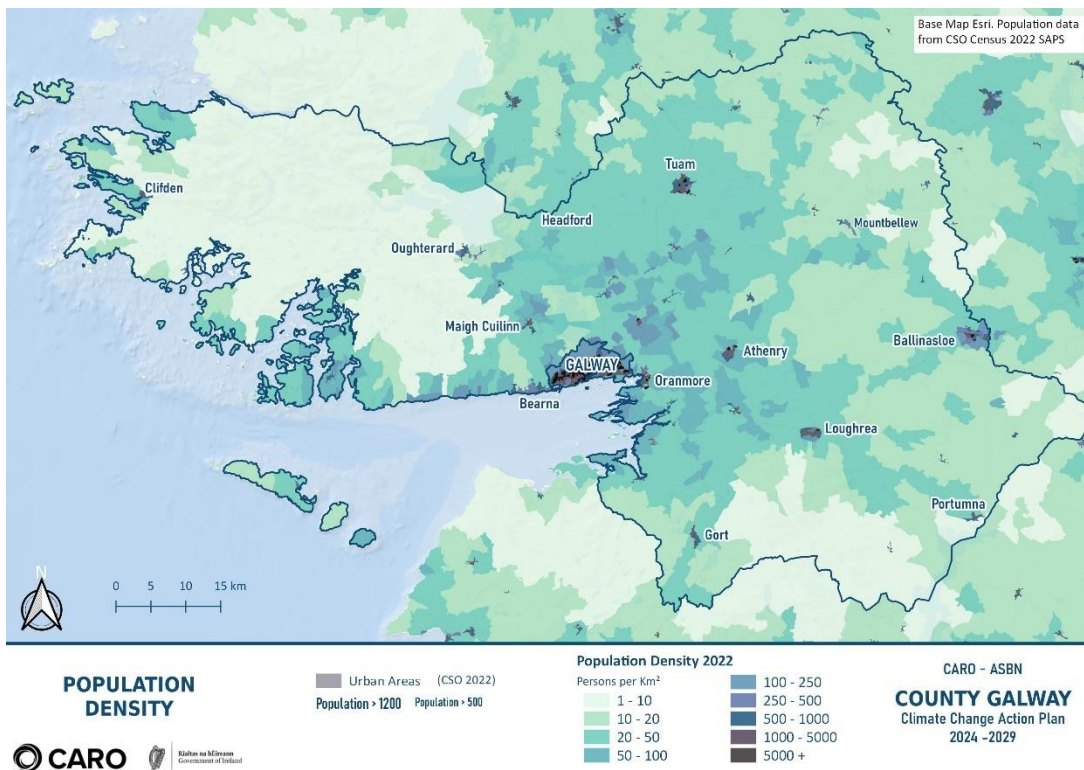 Base Map Esri. Population data
from CSO Census 2022 SAPS
Tuam
Clifden
Headford
Mountbellew
Oughterard
Maigh Cuilinn
Ballinasloe
Athenry
GALWAY
Oranmore
Bearna
Loughrea
Portumna
Gort
N
0 5 10 15 km
POPULATION
DENSITY
CARO
Rialtas na hÉireann
Government of Ireland
Urban Areas (CSO 2022)
Population > 1200 Population > 500
Population Density 2022
Persons per Km²
1 - 10
10 - 20
20 - 50
50 - 100
100 - 250
250 - 500
500 - 1000
1000 - 5000
5000 +
CARO - ASBN
COUNTY GALWAY
Climate Change Action Plan
2024 -2029